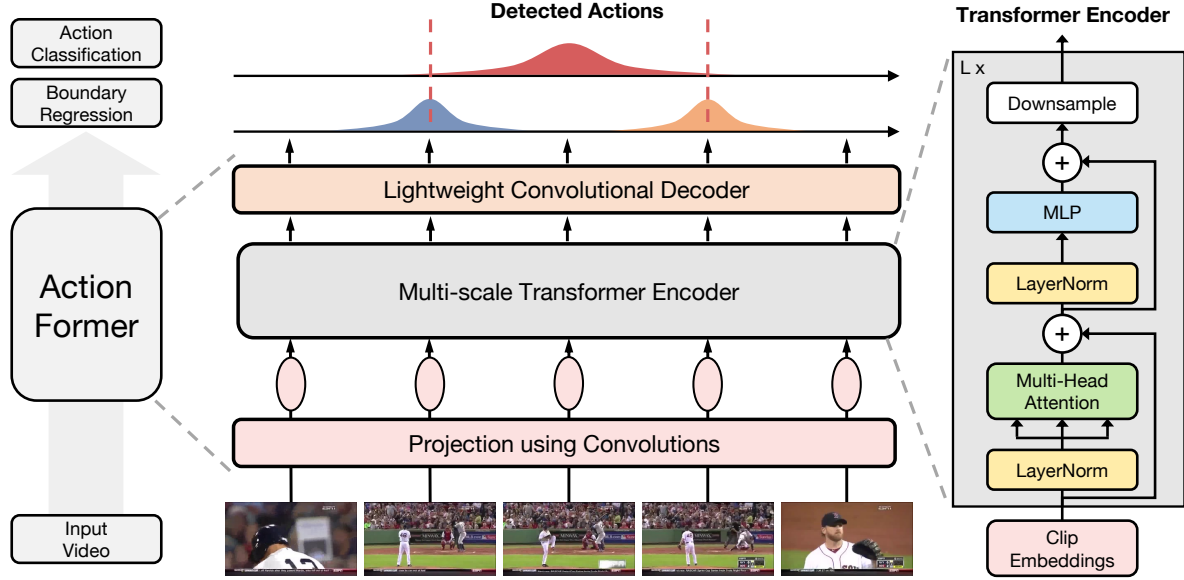 Action
Classification
Boundary
Regression
Action
Former
Input
Video
Detected Actions
Lightweight Convolutional Decoder
Multi-scale Transformer Encoder
Projection using Convolutions
Transformer Encoder
L x
Downsample
+
MLP
LayerNorm
+
Multi-Head
Attention
LayerNorm
Clip
Embeddings